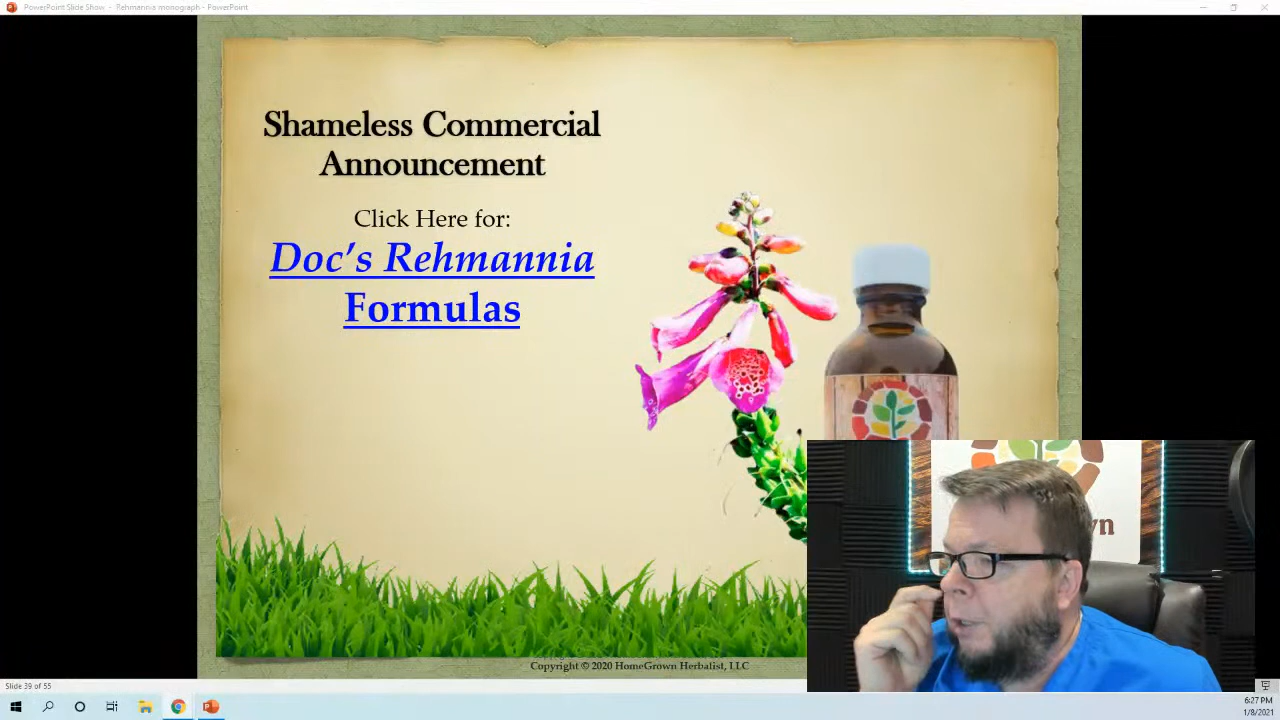 PowerPoint Slide Show - Rehmannia monograph - PowerPoint
Shameless Commercial
Announcement
Click Here for:
Doc's Rehmannia
Formulas
Copyright © 2020 HomeGrown Herbalist, LLC
Slide 39 of 55
6:27 PM
1/8/2021